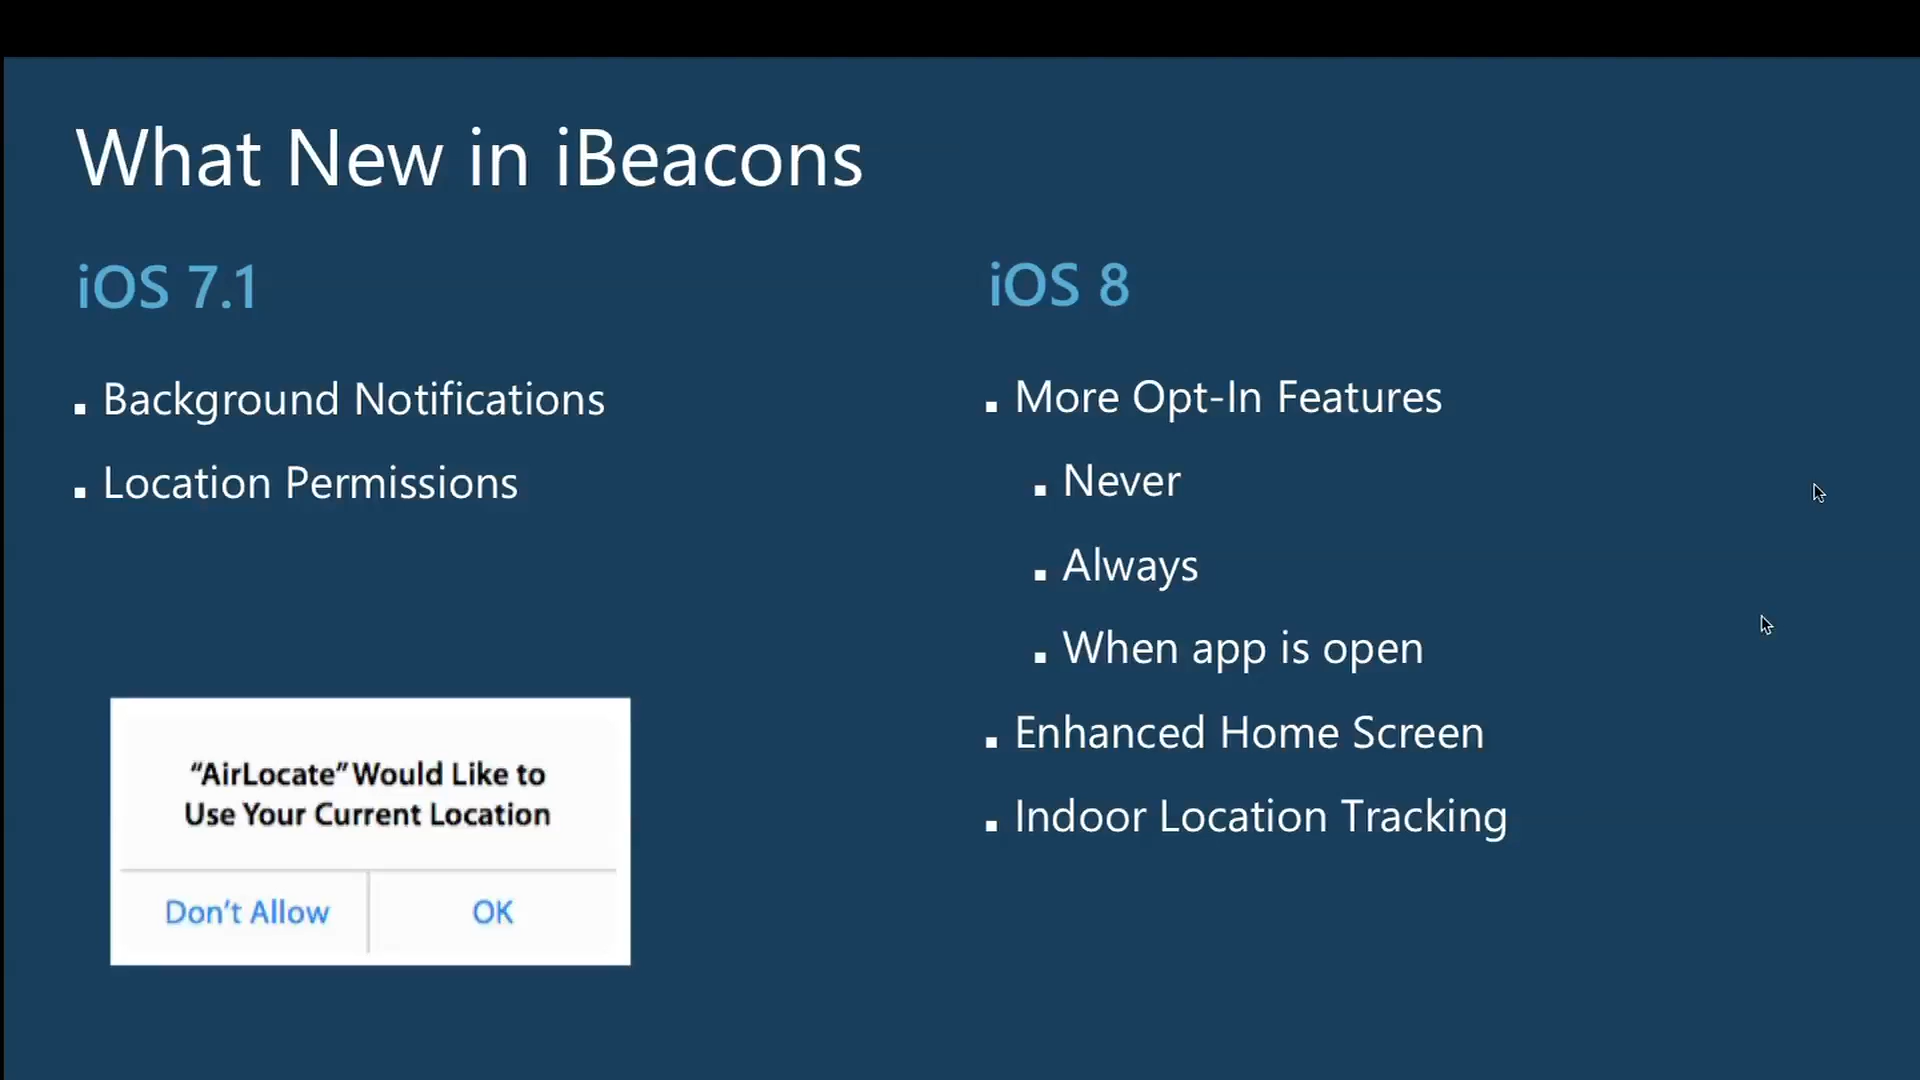 What New in iBeacons
iOS 7.1
▪ Background Notifications
▪ Location Permissions
“AirLocate” Would Like to
Use Your Current Location
Don’t Allow
OK
iOS 8
▪ More Opt-In Features
▪ Never
▪ Always
▪ When app is open
▪ Enhanced Home Screen
▪ Indoor Location Tracking